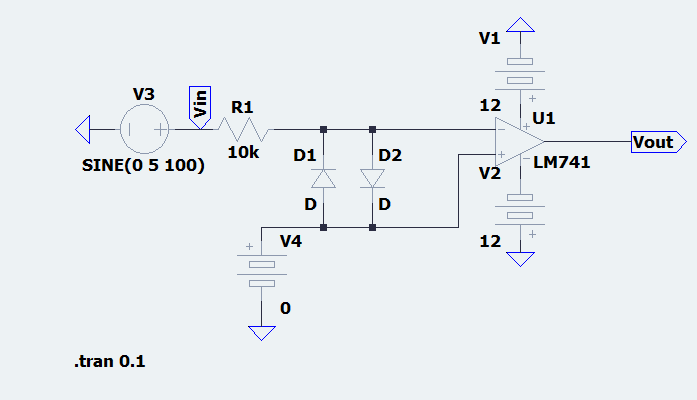 V1
V3
Vin
R1
12
U1
10k
SINE(0 5 100)
D1
D2
V2
LM741
Vout
D
D
V4
12
0
.tran 0.1